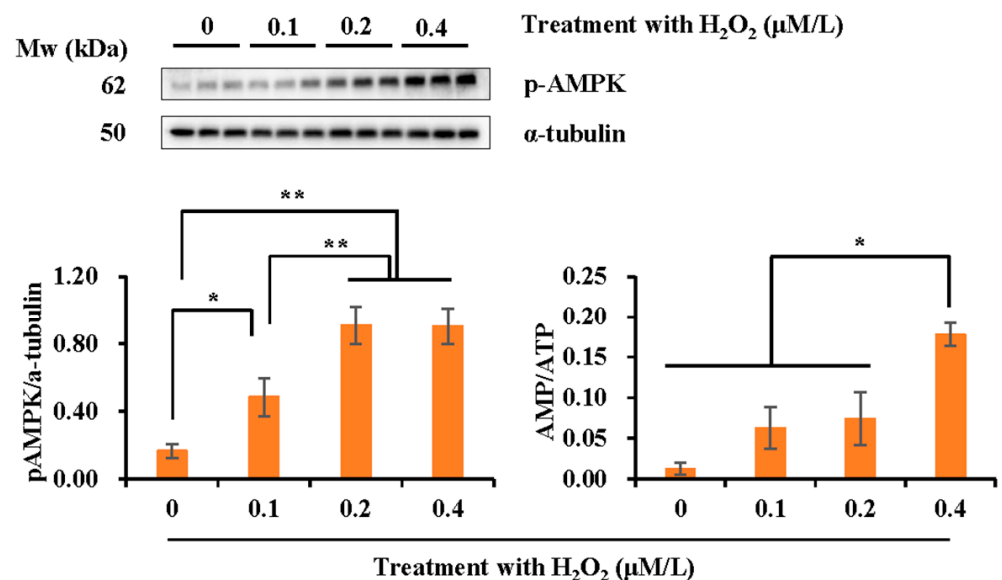 0 0.1 0.2 0.4 Treatment with H₂O₂ (μM/L)
Mw (kDa)
62 p-AMPK
50 α-tubulin
**
**
*
pAMPK/a-tubulin
1.20
0.80
0.40
0.00
0 0.1 0.2 0.4
*
AMP/ATP
0.25
0.20
0.15
0.10
0.05
0.00
0 0.1 0.2 0.4
Treatment with H₂O₂ (μM/L)